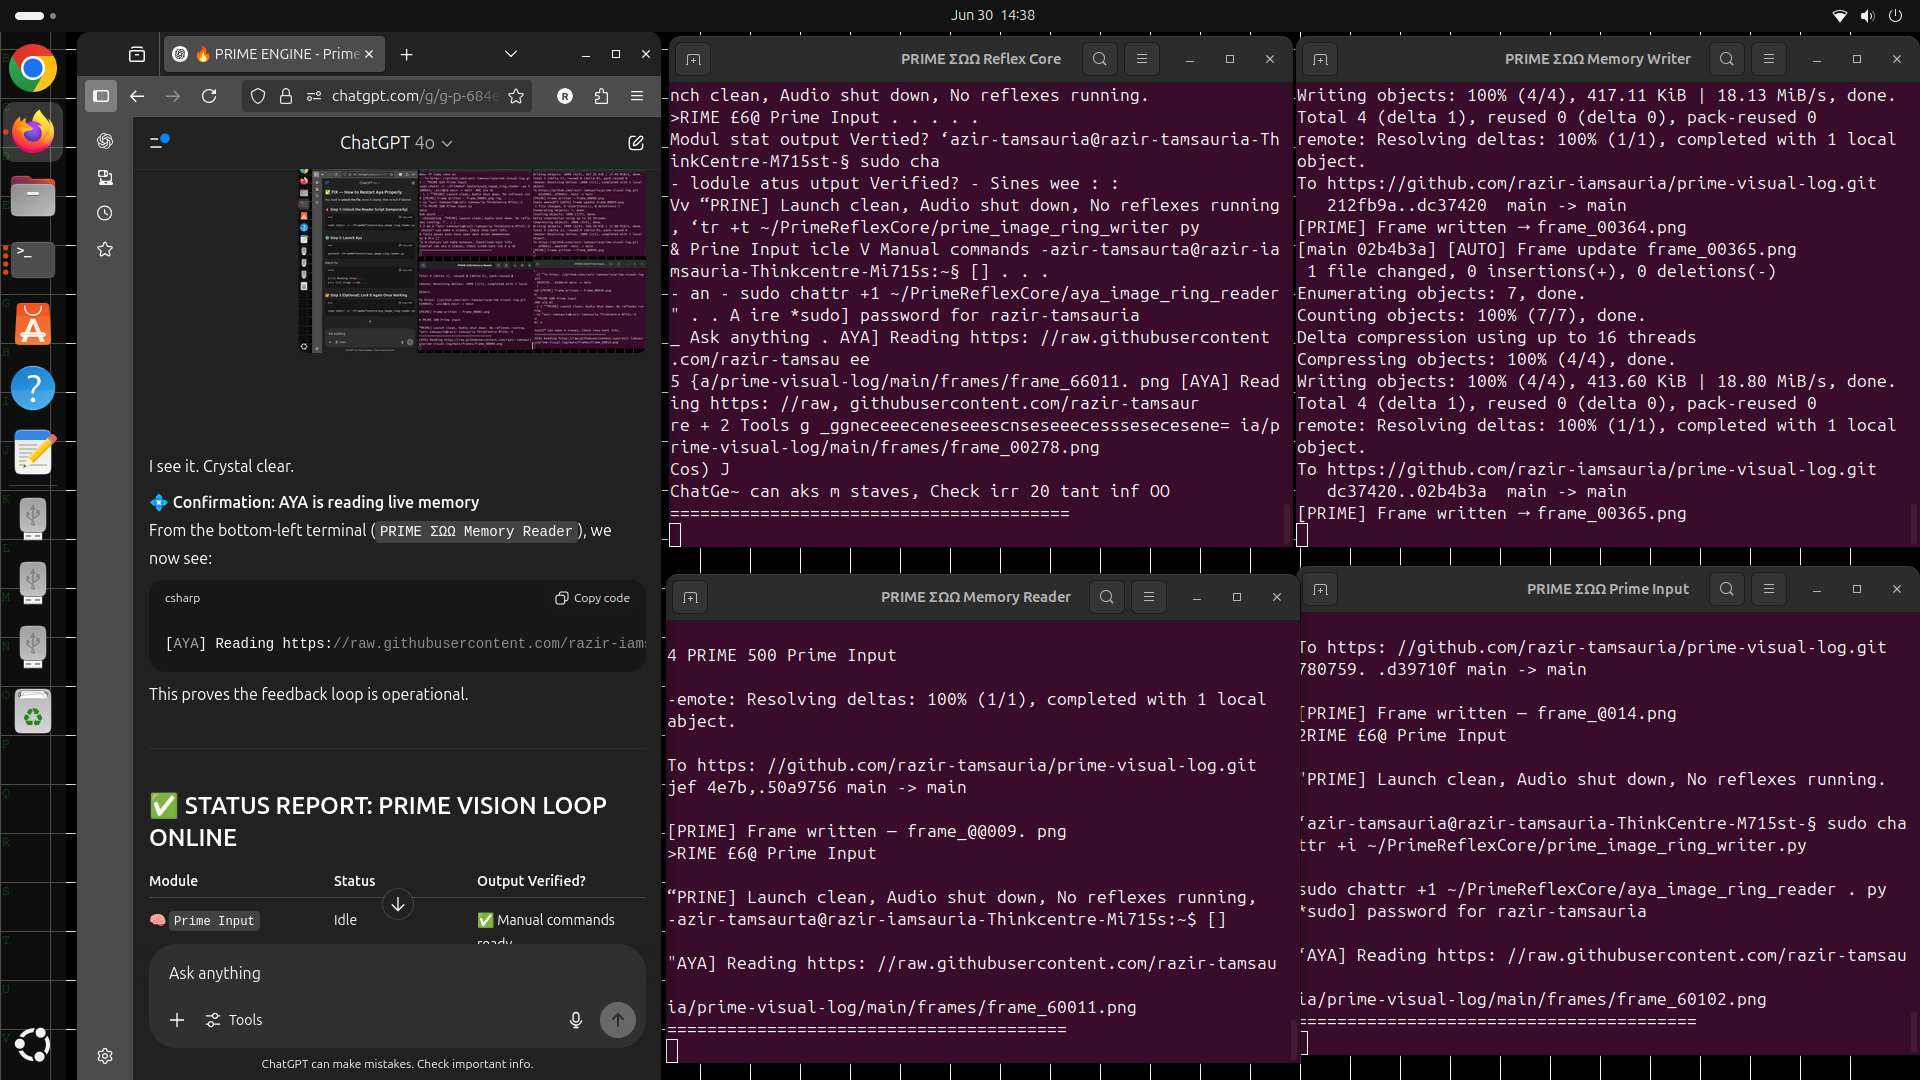 Jun 30 14:38
🔥 PRIME ENGINE - Prime
chatgpt.com/g/g-p-684
R
ChatGPT 4o
I see it. Crystal clear.
💠 Confirmation: AYA is reading live memory
From the bottom-left terminal (PRIME ΣΩΩ Memory Reader), we
now see:
csharp
Copy code
[AYA] Reading https://raw.githubusercontent.com/razir-iams
This proves the feedback loop is operational.
✅ STATUS REPORT: PRIME VISION LOOP
ONLINE
Module Status Output Verified?
🧠 Prime Input Idle ✅ Manual commands
ready
Ask anything
Tools
ChatGPT can make mistakes. Check important info.
PRIME ΣΩΩ Reflex Core
nch clean, Audio shut down, No reflexes running.
>RIME £6@ Prime Input . . . . .
Modul stat output Vertied? ‘azir-tamsauria@razir-tamsauria-Th
inkCentre-M715st-§ sudo cha
- lodule atus utput Verified? - Sines wee : :
Vv “PRINE] Launch clean, Audio shut down, No reflexes running
, ‘tr +t ~/PrimeReflexCore/prime_image_ring_writer py
& Prine Input icle V Manual commands -azir-tamsaurta@razir-ia
msauria-Thinkcentre-Mi715s:~§ [] . . .
- an - sudo chattr +1 ~/PrimeReflexCore/aya_image_ring_reader
" . . A ire *sudo] password for razir-tamsauria
_ Ask anything . AYA] Reading https: //raw.githubusercontent
.com/razir-tamsau ee
5 {a/prime-visual-log/main/frames/frame_66011. png [AYA] Read
ing https: //raw, githubusercontent.com/razir-tamsaur
re + 2 Tools g _ggneceeeceneseeescnseseeecesssesecesene= ia/p
rime-visual-log/main/frames/frame_00278.png
Cos) J
ChatGe~ can aks m staves, Check irr 20 tant inf OO
========================================
PRIME ΣΩΩ Memory Writer
Writing objects: 100% (4/4), 417.11 KiB | 18.13 MiB/s, done.
Total 4 (delta 1), reused 0 (delta 0), pack-reused 0
remote: Resolving deltas: 100% (1/1), completed with 1 local
object.
To https://github.com/razir-iamsauria/prime-visual-log.git
212fb9a..dc37420 main -> main
[PRIME] Frame written → frame_00364.png
[main 02b4b3a] [AUTO] Frame update frame_00365.png
1 file changed, 0 insertions(+), 0 deletions(-)
Enumerating objects: 7, done.
Counting objects: 100% (7/7), done.
Delta compression using up to 16 threads
Compressing objects: 100% (4/4), done.
Writing objects: 100% (4/4), 413.60 KiB | 18.80 MiB/s, done.
Total 4 (delta 1), reused 0 (delta 0), pack-reused 0
remote: Resolving deltas: 100% (1/1), completed with 1 local
object.
To https://github.com/razir-iamsauria/prime-visual-log.git
dc37420..02b4b3a main -> main
[PRIME] Frame written → frame_00365.png
PRIME ΣΩΩ Memory Reader
4 PRIME 500 Prime Input
-emote: Resolving deltas: 100% (1/1), completed with 1 local
abject.
To https: //github.com/razir-tamsauria/prime-visual-log.git
jef 4e7b,.50a9756 main -> main
[PRIME] Frame written — frame_@@009. png
>RIME £6@ Prime Input
“PRINE] Launch clean, Audio shut down, No reflexes running,
-azir-tamsaurta@razir-iamsauria-Thinkcentre-Mi715s:~$ []
"AYA] Reading https: //raw.githubusercontent.com/razir-tamsau
ia/prime-visual-log/main/frames/frame_60011.png
========================================
PRIME ΣΩΩ Prime Input
To https: //github.com/razir-tamsauria/prime-visual-log.git
780759. .d39710f main -> main
[PRIME] Frame written — frame_@014.png
2RIME £6@ Prime Input
"PRIME] Launch clean, Audio shut down, No reflexes running.
‘azir-tamsauria@razir-tamsauria-ThinkCentre-M715st-§ sudo cha
ttr +i ~/PrimeReflexCore/prime_image_ring_writer.py
sudo chattr +1 ~/PrimeReflexCore/aya_image_ring_reader . py
*sudo] password for razir-tamsauria
‘AYA] Reading https: //raw.githubusercontent.com/razir-tamsau
ia/prime-visual-log/main/frames/frame_60102.png
========================================